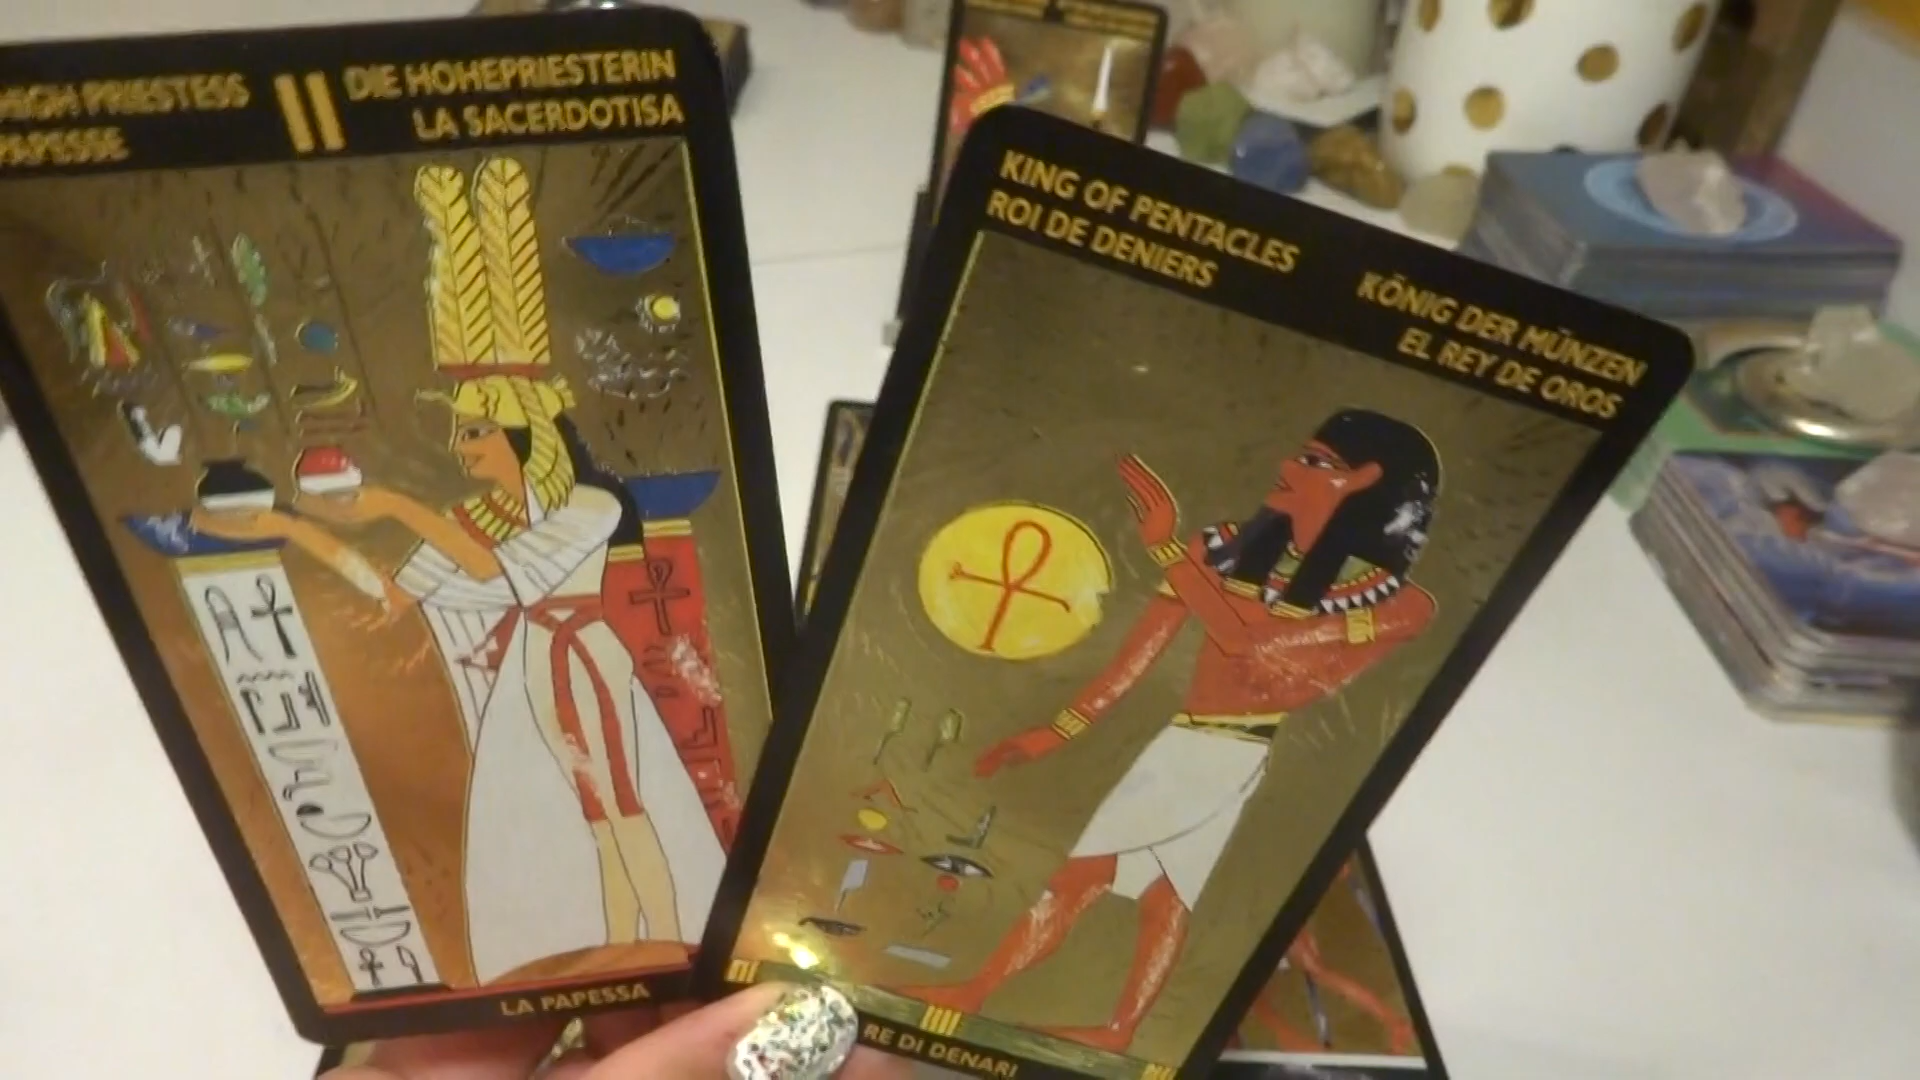 HIGH PRIESTESS
PAPESSE
II
DIE HOHEPRIESTERIN
LA SACERDOTISA
LA PAPESSA
KING OF PENTACLES
ROI DE DENIERS
KÖNIG DER MÜNZEN
EL REY DE OROS
RE DI DENARI